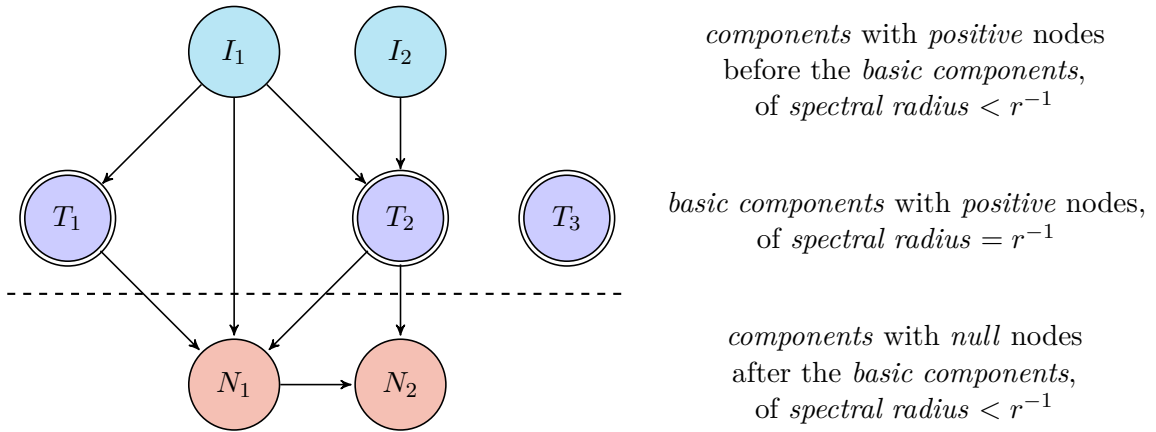 I₁
I₂
components with positive nodes
before the basic components,
of spectral radius < r⁻¹
T₁
T₂
T₃
basic components with positive nodes,
of spectral radius = r⁻¹
N₁
N₂
components with null nodes
after the basic components,
of spectral radius < r⁻¹